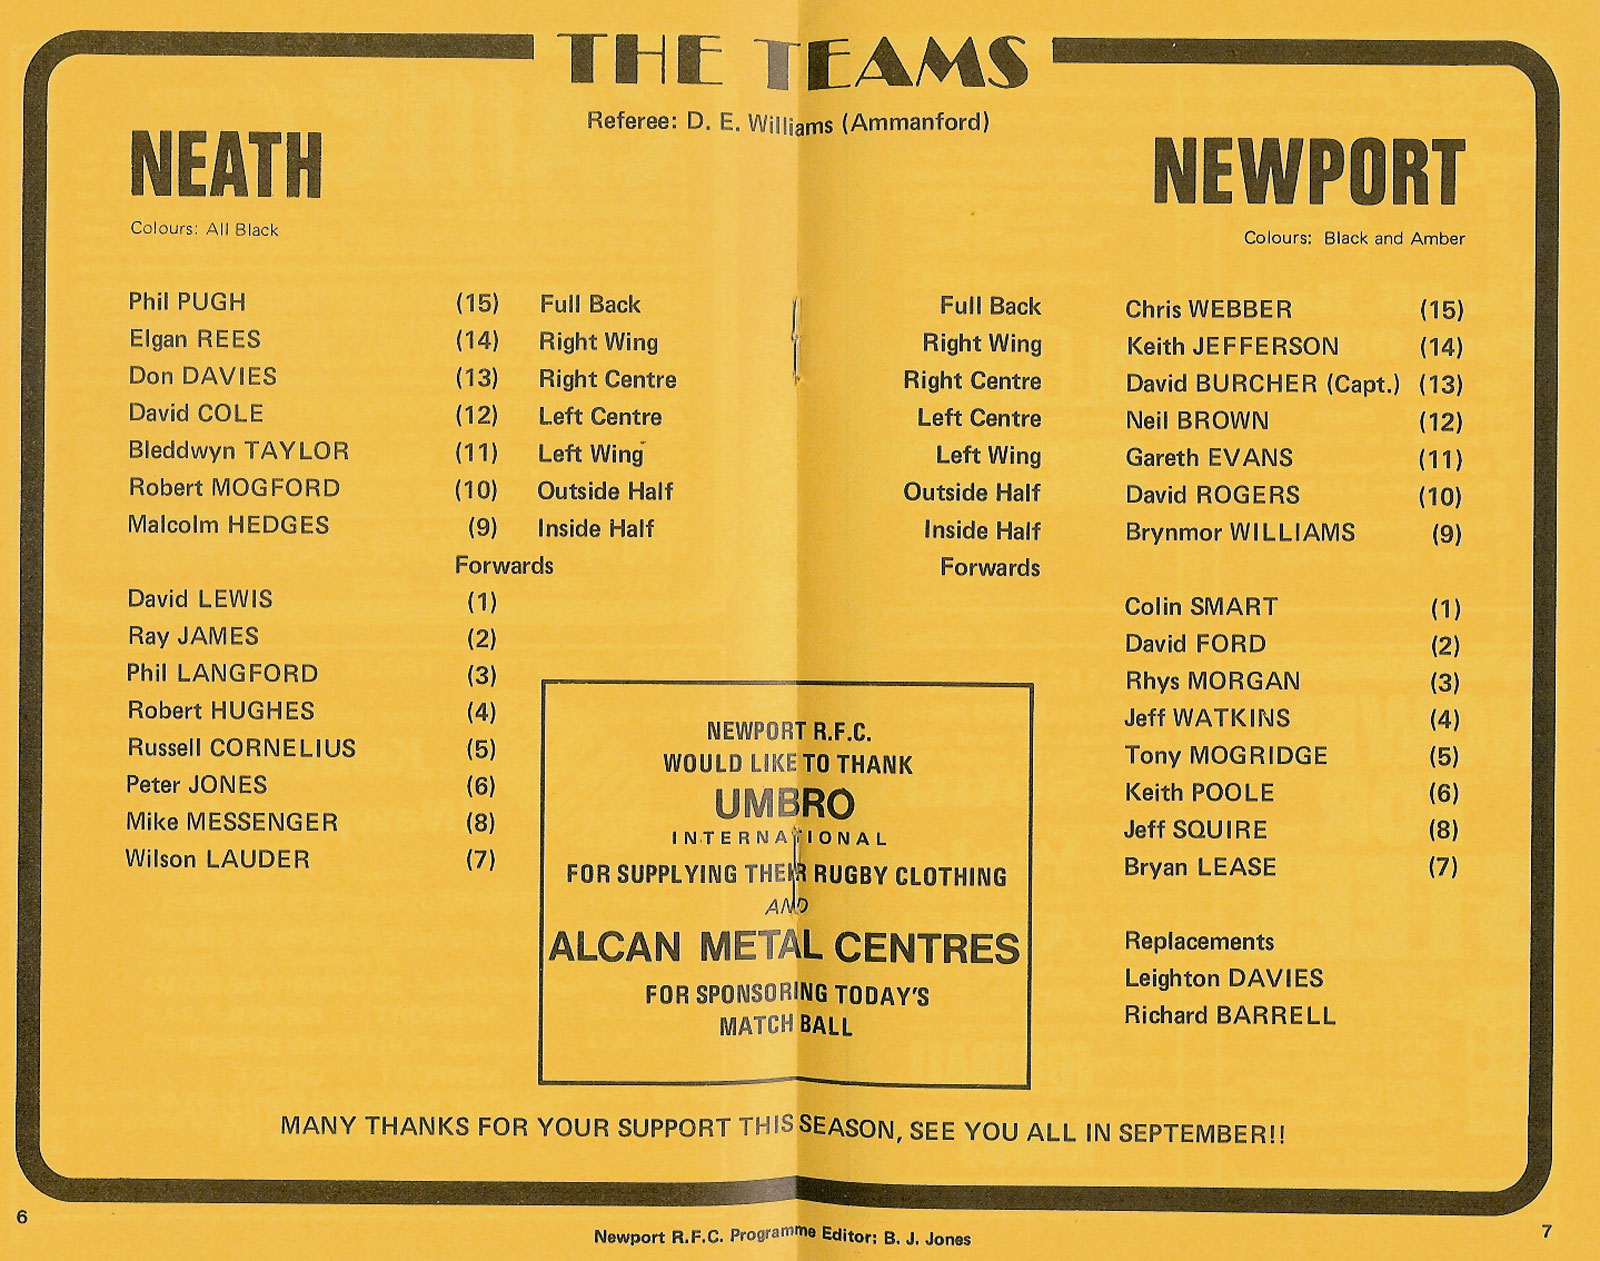 THE TEAMS
Referee: D. E. Williams (Ammanford)
NEATH
Colours: All Black
Phil PUGH (15) Full Back
Elgan REES (14) Right Wing
Don DAVIES (13) Right Centre
David COLE (12) Left Centre
Bleddwyn TAYLOR (11) Left Wing
Robert MOGFORD (10) Outside Half
Malcolm HEDGES (9) Inside Half
Forwards
David LEWIS (1)
Ray JAMES (2)
Phil LANGFORD (3)
Robert HUGHES (4)
Russell CORNELIUS (5)
Peter JONES (6)
Mike MESSENGER (8)
Wilson LAUDER (7)
NEWPORT
Colours: Black and Amber
Full Back Chris WEBBER (15)
Right Wing Keith JEFFERSON (14)
Right Centre David BURCHER (Capt.) (13)
Left Centre Neil BROWN (12)
Left Wing Gareth EVANS (11)
Outside Half David ROGERS (10)
Inside Half Brynmor WILLIAMS (9)
Forwards
Colin SMART (1)
David FORD (2)
Rhys MORGAN (3)
Jeff WATKINS (4)
Tony MOGRIDGE (5)
Keith POOLE (6)
Jeff SQUIRE (8)
Bryan LEASE (7)
Replacements
Leighton DAVIES
Richard BARRELL
NEWPORT R.F.C.
WOULD LIKE TO THANK
UMBRO
INTERNATIONAL
FOR SUPPLYING THEIR RUGBY CLOTHING
AND
ALCAN METAL CENTRES
FOR SPONSORING TODAY'S
MATCH BALL
MANY THANKS FOR YOUR SUPPORT THIS SEASON, SEE YOU ALL IN SEPTEMBER!!
6
Newport R.F.C. Programme Editor: B. J. Jones
7